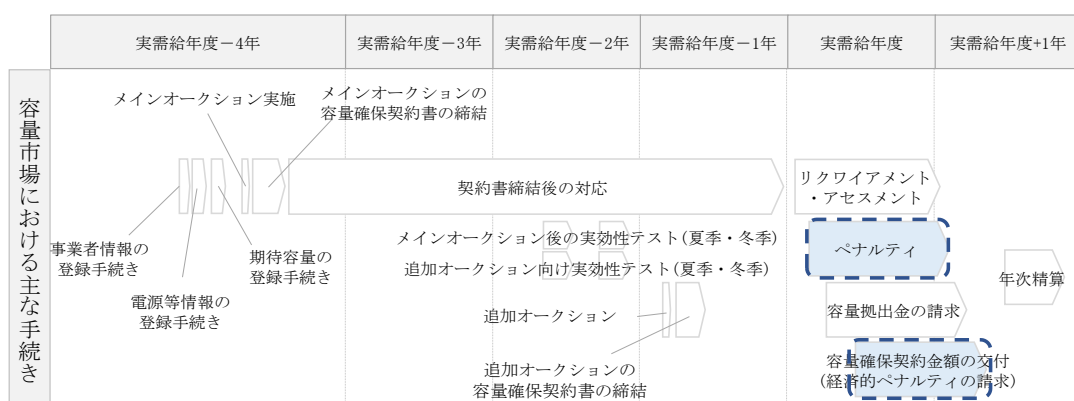 実需給年度－4年
実需給年度－3年
実需給年度－2年
実需給年度－1年
実需給年度
実需給年度+1年
容量市場における主な手続き
メインオークション実施
メインオークションの
容量確保契約書の締結
契約書締結後の対応
リクワイアメント
・アセスメント
事業者情報の
登録手続き
電源等情報の
登録手続き
期待容量の
登録手続き
メインオークション後の実効性テスト(夏季・冬季)
追加オークション向け実効性テスト(夏季・冬季)
ペナルティ
年次精算
追加オークション
容量拠出金の請求
追加オークションの
容量確保契約書の締結
容量確保契約金額の交付
(経済的ペナルティの請求)